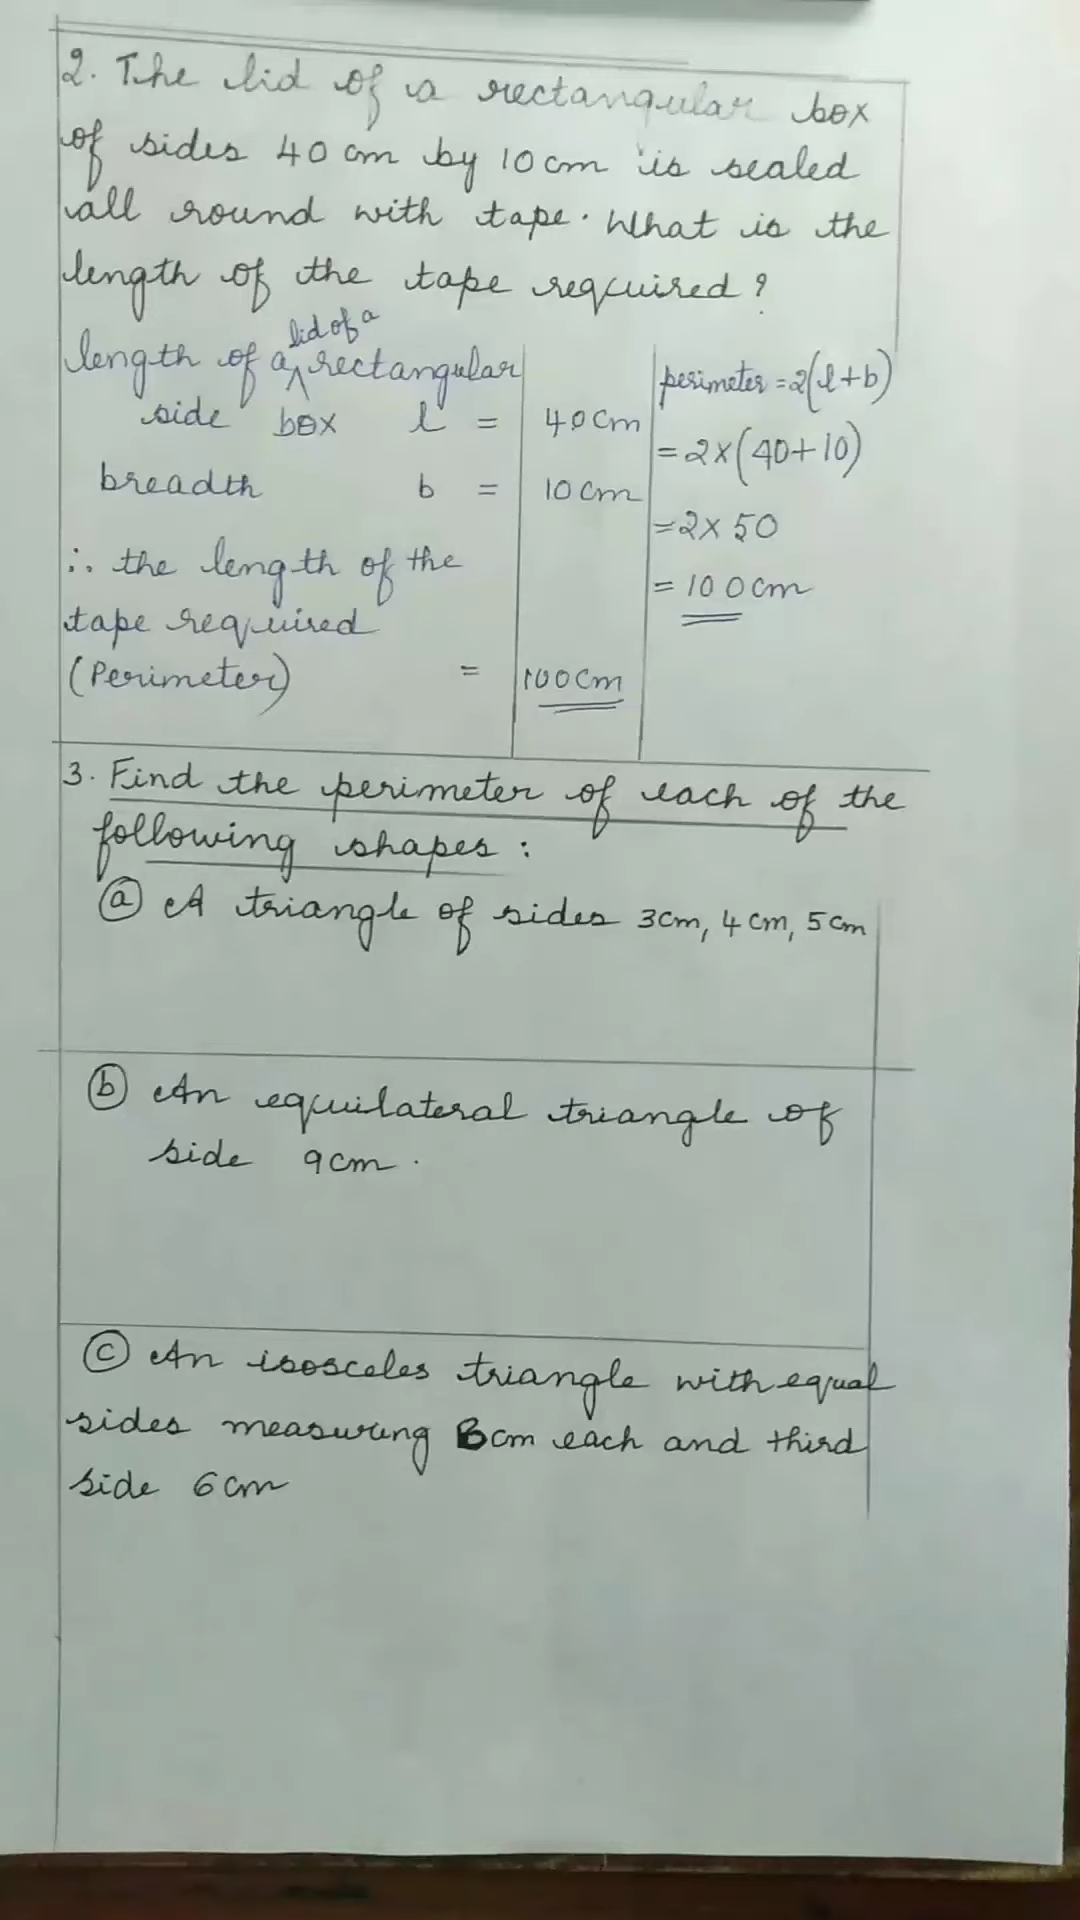 2. The lid of a rectangular box
of sides 40 cm by 10 cm is sealed
all round with tape. What is the
length of the tape required?
lid of a
length of a ^ rectangular
side box l = 40 cm
breadth b = 10 cm
∴ the length of the
tape required
(Perimeter) = 100 cm
perimeter = 2(l+b)
= 2×(40+10)
= 2×50
= 100 cm
3. Find the perimeter of each of the
following shapes :
(a) A triangle of sides 3cm, 4 cm, 5 cm
(b) An equilateral triangle of
side 9cm.
(c) An isosceles triangle with equal
sides measuring cm each and third
side 6 cm